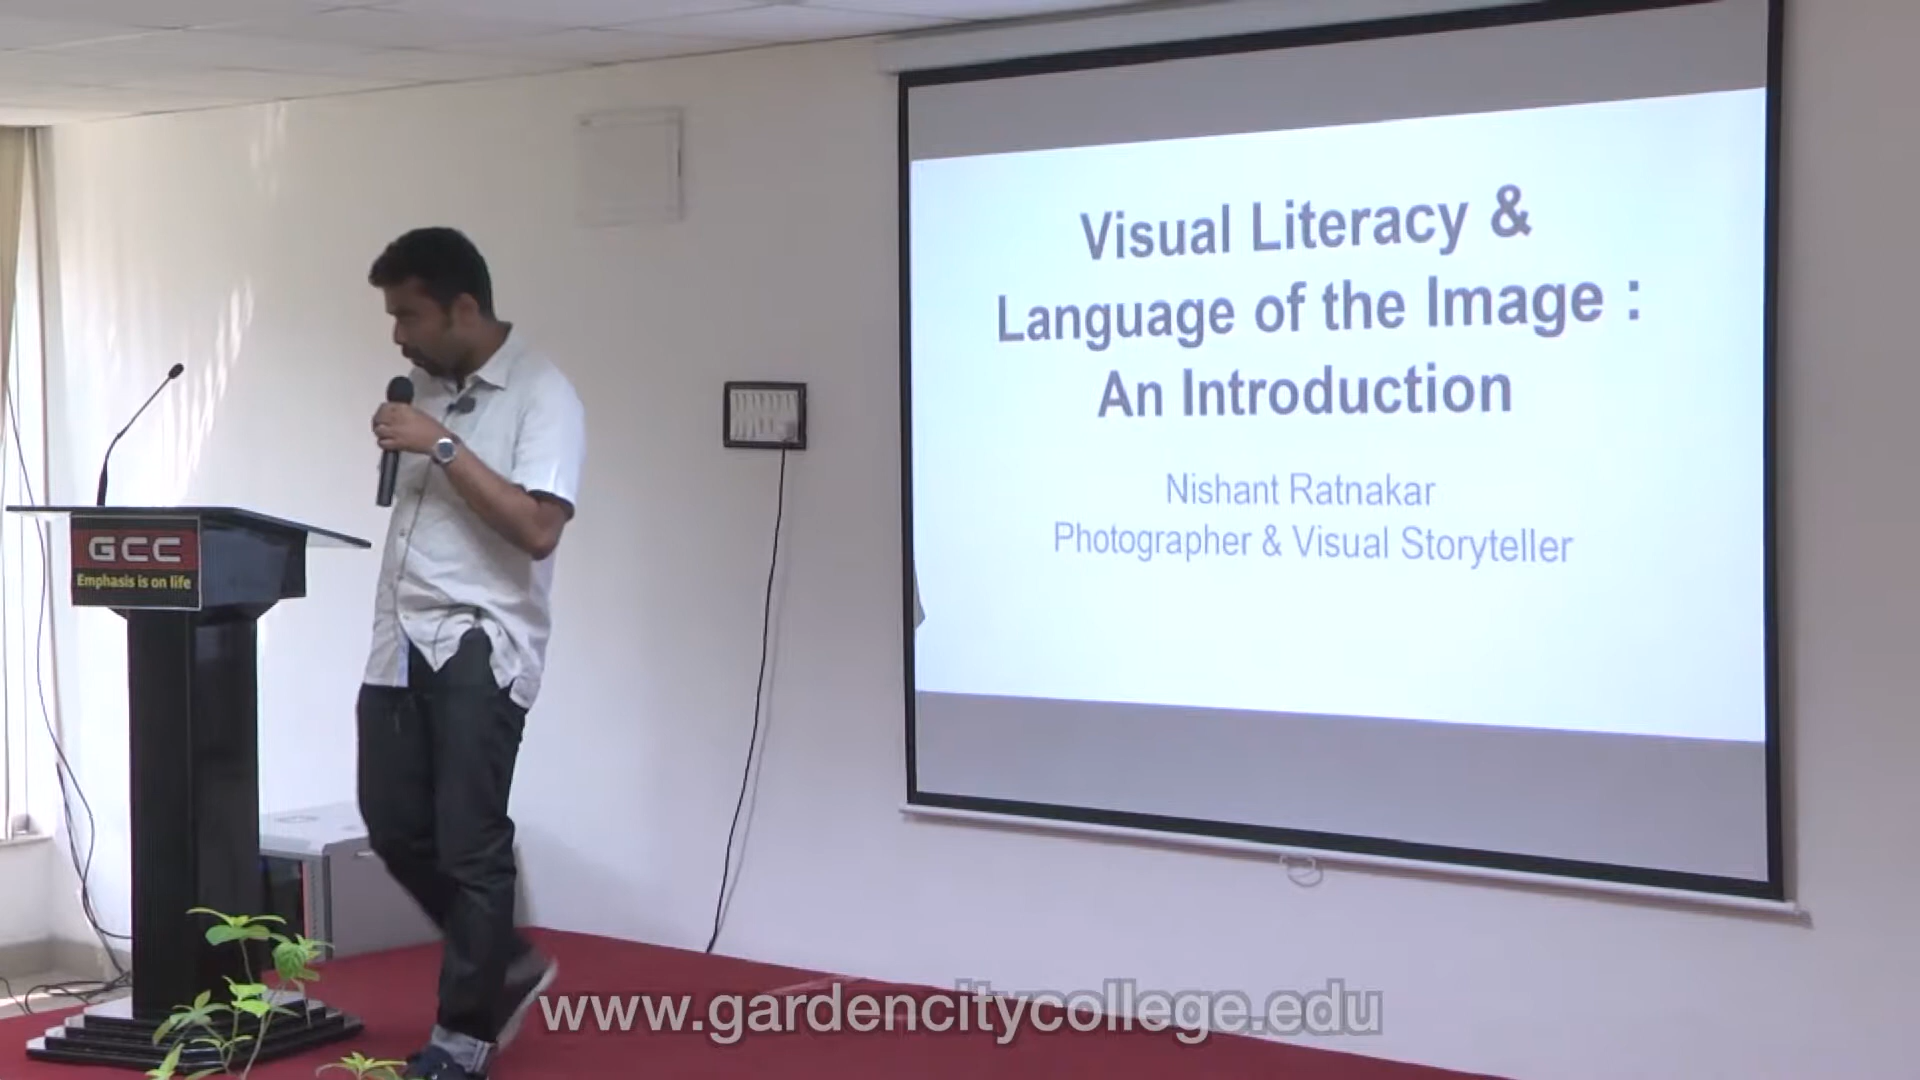 Visual Literacy &
Language of the Image :
An Introduction
Nishant Ratnakar
Photographer & Visual Storyteller
GCC
Emphasis is on life
www.gardencitycollege.edu